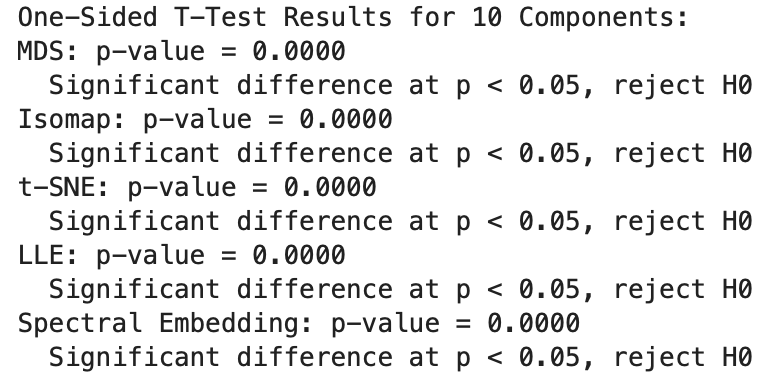 One-Sided T-Test Results for 10 Components:
MDS: p-value = 0.0000
  Significant difference at p < 0.05, reject H0
Isomap: p-value = 0.0000
  Significant difference at p < 0.05, reject H0
t-SNE: p-value = 0.0000
  Significant difference at p < 0.05, reject H0
LLE: p-value = 0.0000
  Significant difference at p < 0.05, reject H0
Spectral Embedding: p-value = 0.0000
  Significant difference at p < 0.05, reject H0